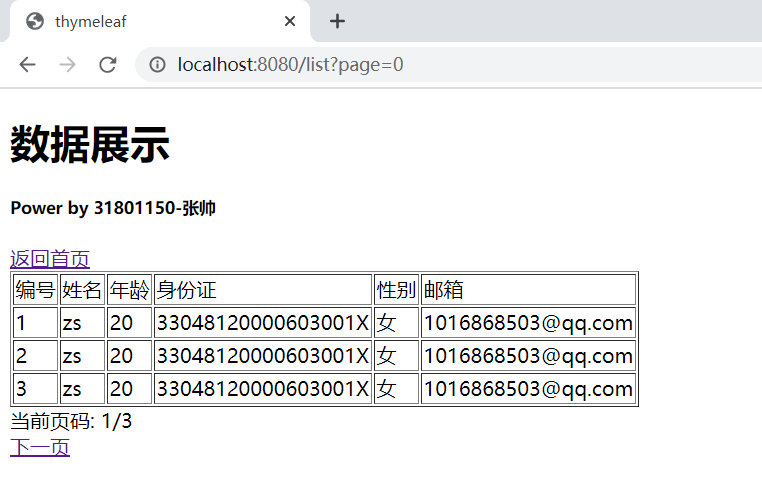 thymeleaf
localhost:8080/list?page=0
数据展示
Power by 31801150-张帅
返回首页
编号 姓名 年龄 身份证 性别 邮箱
1 zs 20 33048120000603001X 女 1016868503@qq.com
2 zs 20 33048120000603001X 女 1016868503@qq.com
3 zs 20 33048120000603001X 女 1016868503@qq.com
当前页码: 1/3
下一页